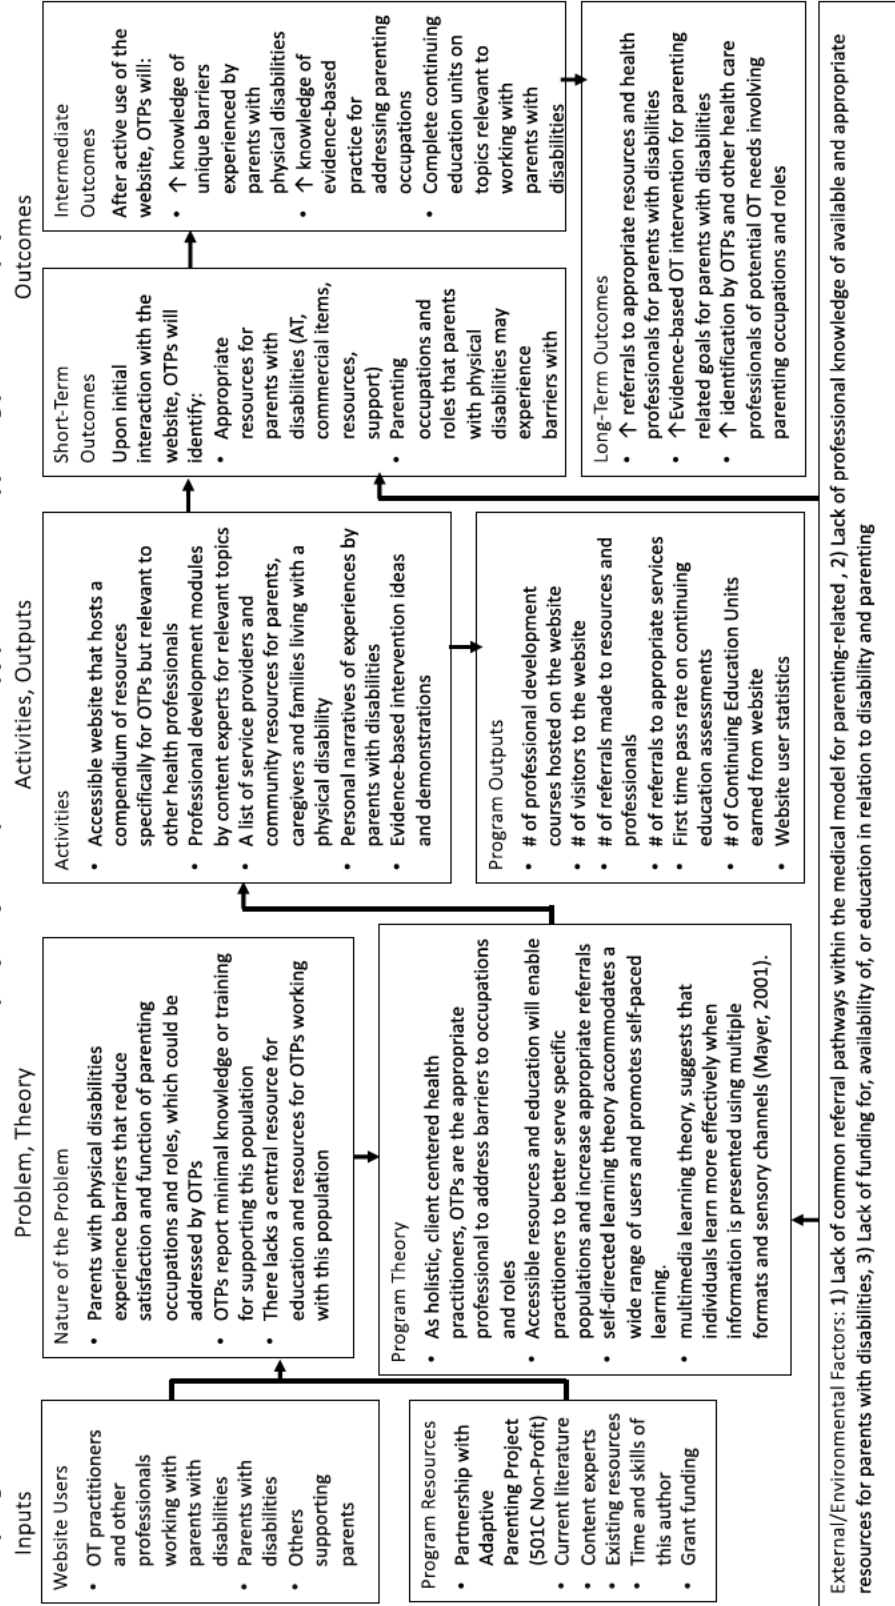 Inputs
Website Users
• OT practitioners
and other
professionals
working with
parents with
disabilities
• Parents with
disabilities
• Others
supporting
parents
Program Resources
• Partnership with
Adaptive
Parenting Project
(501C Non-Profit)
• Current literature
• Content experts
• Existing resources
• Time and skills of
this author
• Grant funding
Problem, Theory
Nature of the Problem
• Parents with physical disabilities
experience barriers that reduce
satisfaction and function of parenting
occupations and roles, which could be
addressed by OTPs
• OTPs report minimal knowledge or training
for supporting this population
• There lacks a central resource for
education and resources for OTPs working
with this population
Program Theory
• As holistic, client centered health
practitioners, OTPs are the appropriate
professional to address barriers to occupations
and roles
• Accessible resources and education will enable
practitioners to better serve specific
populations and increase appropriate referrals
• self-directed learning theory accommodates a
wide range of users and promotes self-paced
learning.
• multimedia learning theory, suggests that
individuals learn more effectively when
information is presented using multiple
formats and sensory channels (Mayer, 2001).
Activities, Outputs
Activities
• Accessible website that hosts a
compendium of resources
specifically for OTPs but relevant to
other health professionals
• Professional development modules
by content experts for relevant topics
• A list of service providers and
community resources for parents,
caregivers and families living with a
physical disability
• Personal narratives of experiences by
parents with disabilities
• Evidence-based intervention ideas
and demonstrations
Program Outputs
• # of professional development
courses hosted on the website
• # of visitors to the website
• # of referrals made to resources and
professionals
• # of referrals to appropriate services
• First time pass rate on continuing
education assessments
• # of Continuing Education Units
earned from website
• Website user statistics
Outcomes
Short-Term
Outcomes
Upon initial
interaction with the
website, OTPs will
identify:
• Appropriate
resources for
parents with
disabilities (AT,
commercial items,
resources,
support)
• Parenting
occupations and
roles that parents
with physical
disabilities may
experience
barriers with
Intermediate
Outcomes
After active use of the
website, OTPs will:
• ↑ knowledge of
unique barriers
experienced by
parents with
physical disabilities
• ↑ knowledge of
evidence-based
practice for
addressing parenting
occupations
• Complete continuing
education units on
topics relevant to
working with
parents with
disabilities
Long-Term Outcomes
• ↑ referrals to appropriate resources and health
professionals for parents with disabilities
• ↑Evidence-based OT intervention for parenting
related goals for parents with disabilities
• ↑ identification by OTPs and other health care
professionals of potential OT needs involving
parenting occupations and roles
External/Environmental Factors: 1) Lack of common referral pathways within the medical model for parenting-related , 2) Lack of professional knowledge of available and appropriate
resources for parents with disabilities, 3) Lack of funding for, availability of, or education in relation to disability and parenting